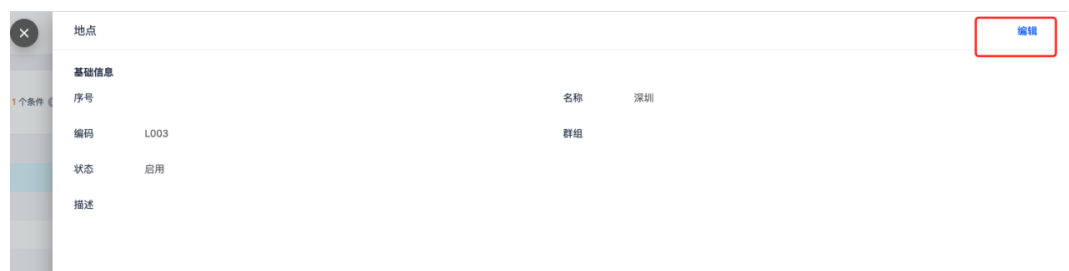 地点 编辑
基础信息
序号 名称 深圳
1个条件
编码 L003 群组
状态 启用
描述